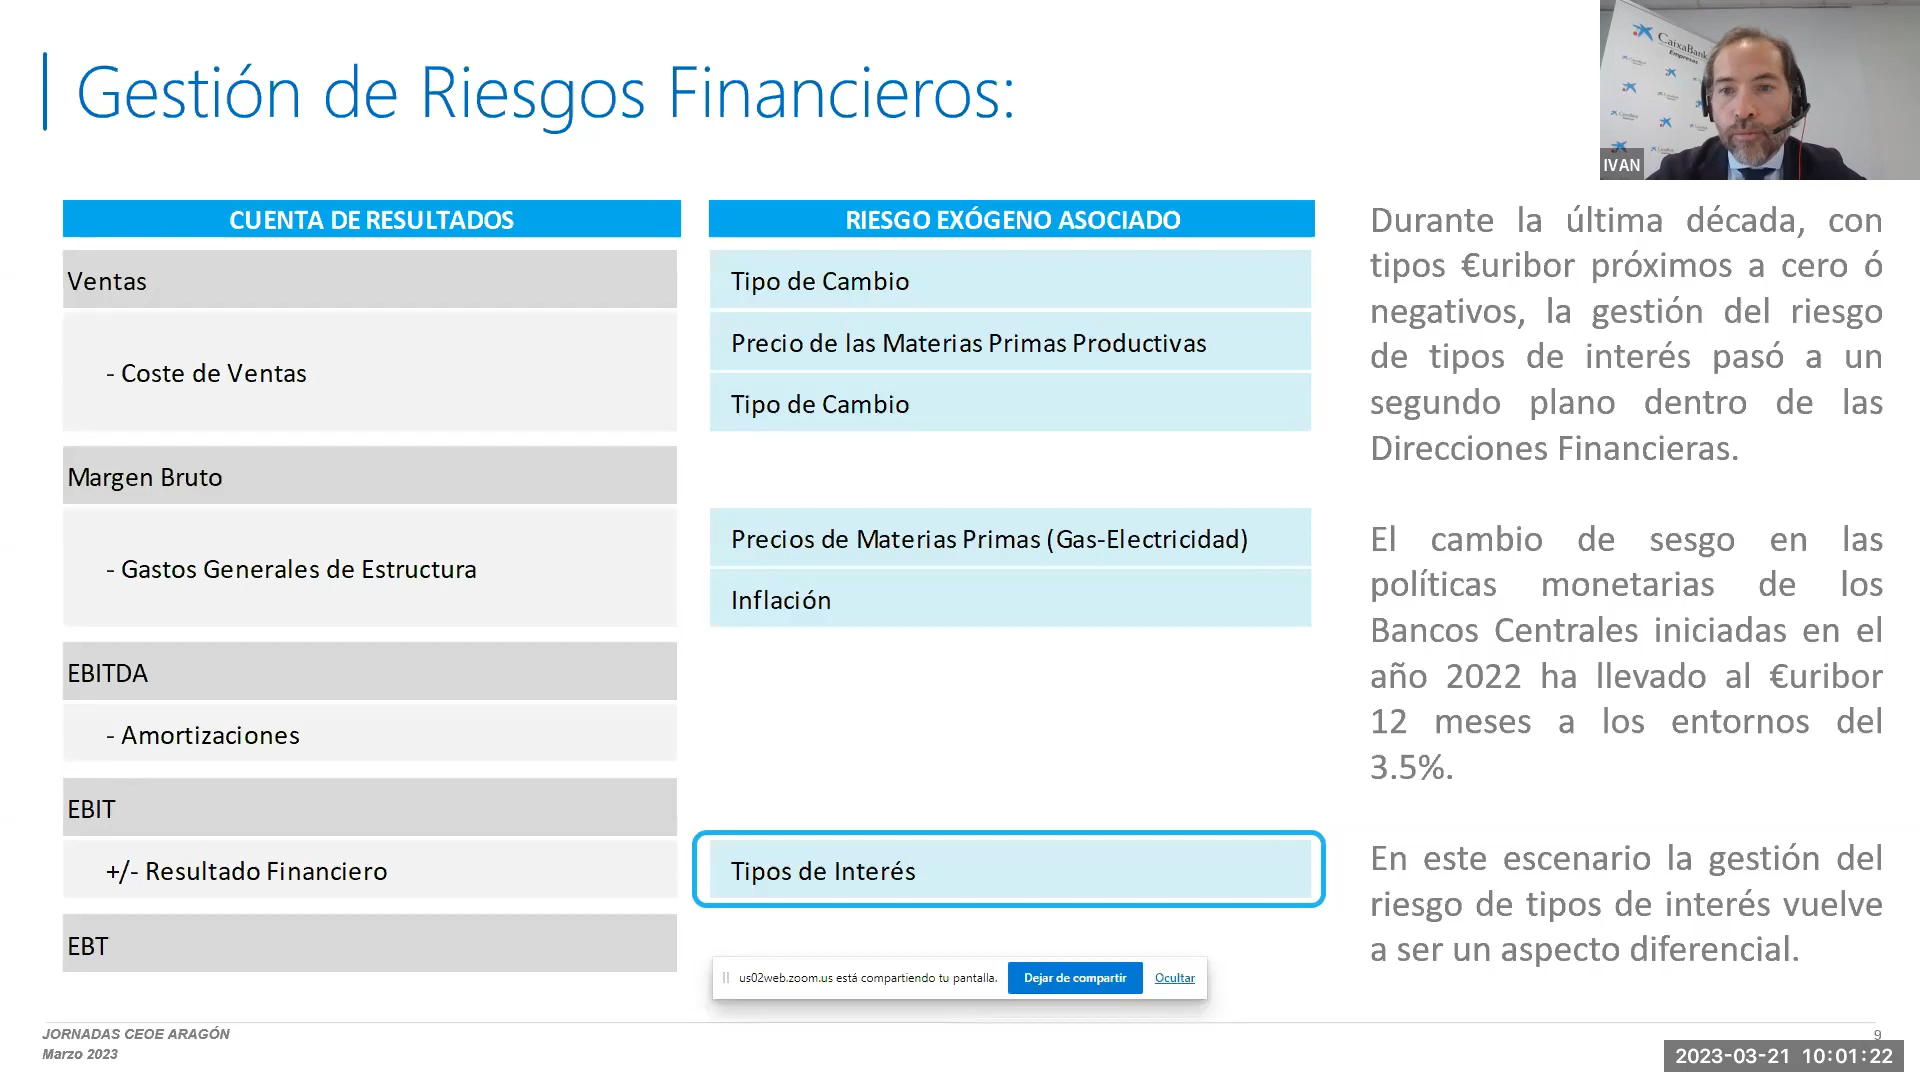 Gestión de Riesgos Financieros:
CaixaBank
Empresas
IVAN
CUENTA DE RESULTADOS
RIESGO EXÓGENO ASOCIADO
Ventas
Tipo de Cambio
- Coste de Ventas
Precio de las Materias Primas Productivas
Tipo de Cambio
Margen Bruto
- Gastos Generales de Estructura
Precios de Materias Primas (Gas-Electricidad)
Inflación
EBITDA
- Amortizaciones
EBIT
+/- Resultado Financiero
Tipos de Interés
EBT
Durante la última década, con
tipos €uribor próximos a cero ó
negativos, la gestión del riesgo
de tipos de interés pasó a un
segundo plano dentro de las
Direcciones Financieras.
El cambio de sesgo en las
políticas monetarias de los
Bancos Centrales iniciadas en el
año 2022 ha llevado al €uribor
12 meses a los entornos del
3.5%.
En este escenario la gestión del
riesgo de tipos de interés vuelve
a ser un aspecto diferencial.
us02web.zoom.us está compartiendo tu pantalla.
Dejar de compartir
Ocultar
JORNADAS CEOE ARAGÓN
Marzo 2023
9
2023-03-21 10:01:22